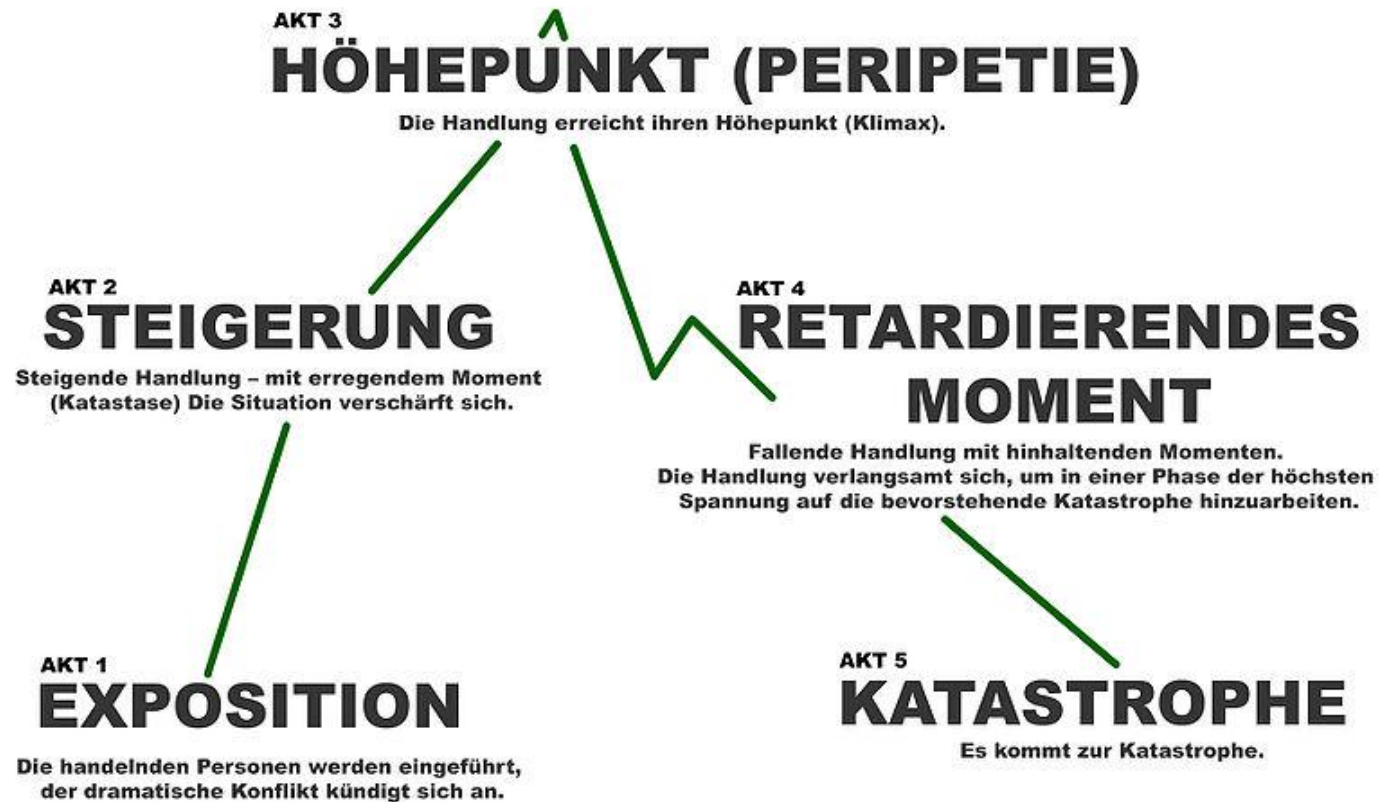 AKT 3
HÖHEPUNKT (PERIPETIE)
Die Handlung erreicht ihren Höhepunkt (Klimax).
AKT 2
STEIGERUNG
Steigende Handlung – mit erregendem Moment
(Katastase) Die Situation verschärft sich.
AKT 4
RETARDIERENDES
MOMENT
Fallende Handlung mit hinhaltenden Momenten.
Die Handlung verlangsamt sich, um in einer Phase der höchsten
Spannung auf die bevorstehende Katastrophe hinzuarbeiten.
AKT 1
EXPOSITION
Die handelnden Personen werden eingeführt,
der dramatische Konflikt kündigt sich an.
AKT 5
KATASTROPHE
Es kommt zur Katastrophe.